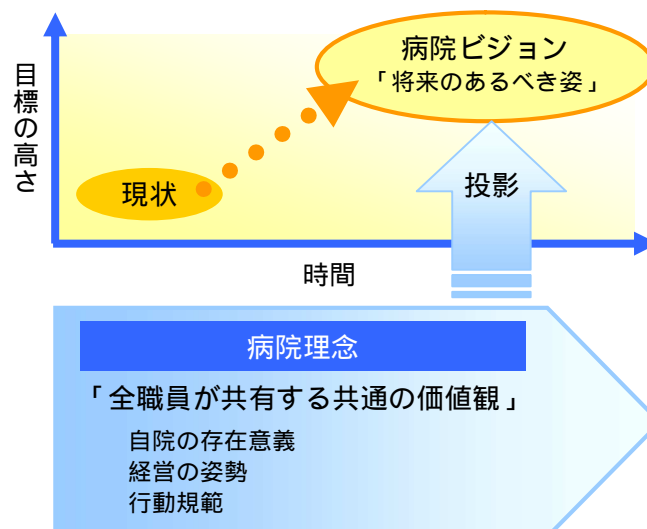 病院ビジョン
「将来のあるべき姿」
目標の高さ
現状
投影
時間
病院理念
「全職員が共有する共通の価値観」
自院の存在意義
経営の姿勢
行動規範